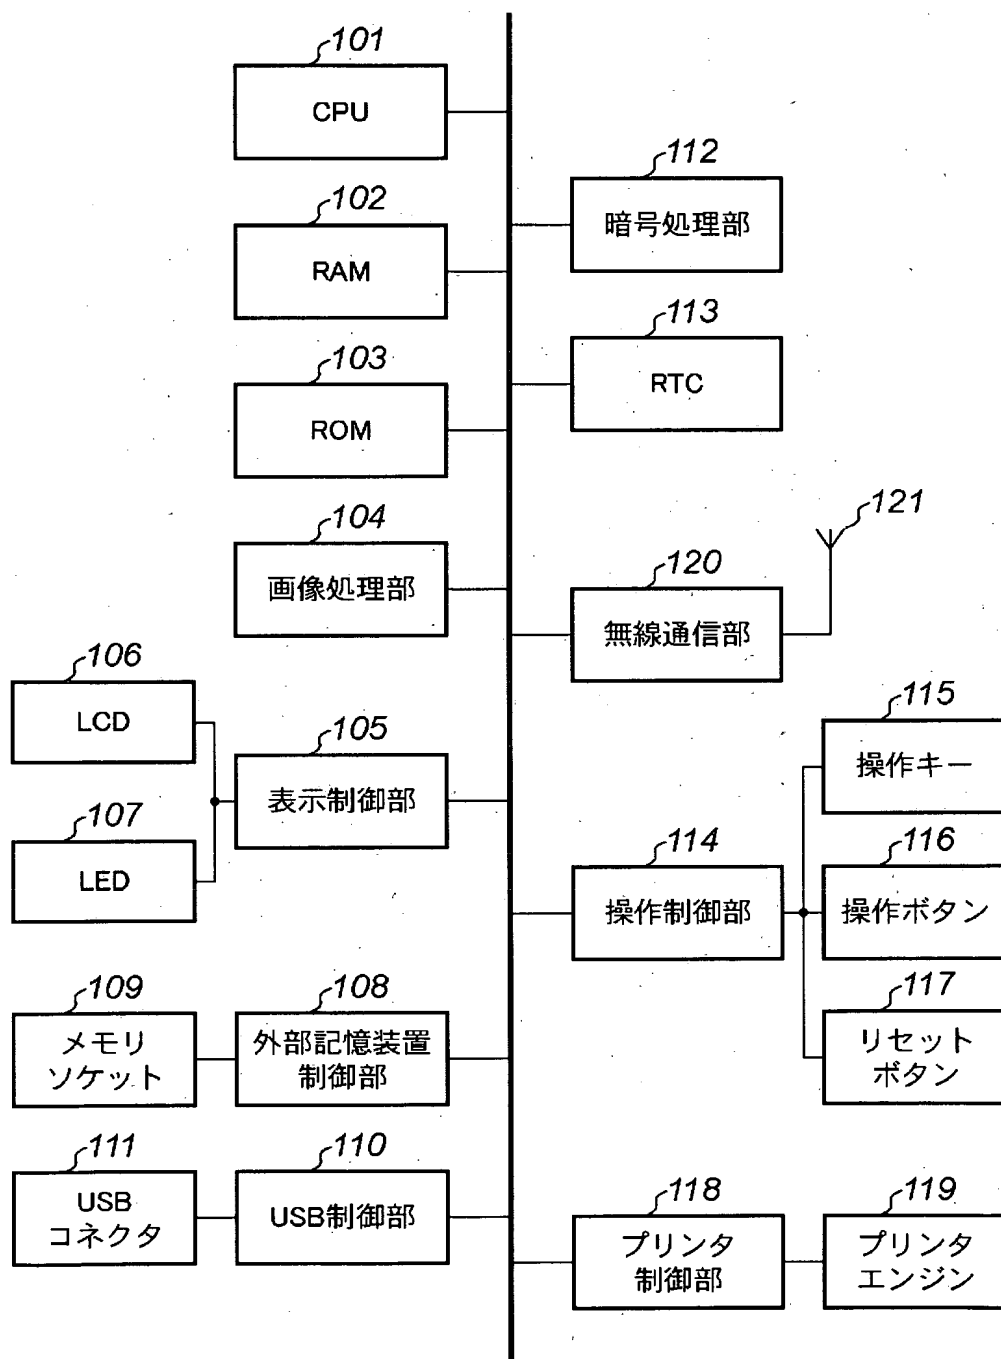 101
CPU
102
RAM
103
ROM
104
画像処理部
106
LCD
105
表示制御部
107
LED
109
メモリ
ソケット
108
外部記憶装置
制御部
111
USB
コネクタ
110
USB制御部
112
暗号処理部
113
RTC
121
120
無線通信部
115
操作キー
114
操作制御部
116
操作ボタン
117
リセット
ボタン
118
プリンタ
制御部
119
プリンタ
エンジン